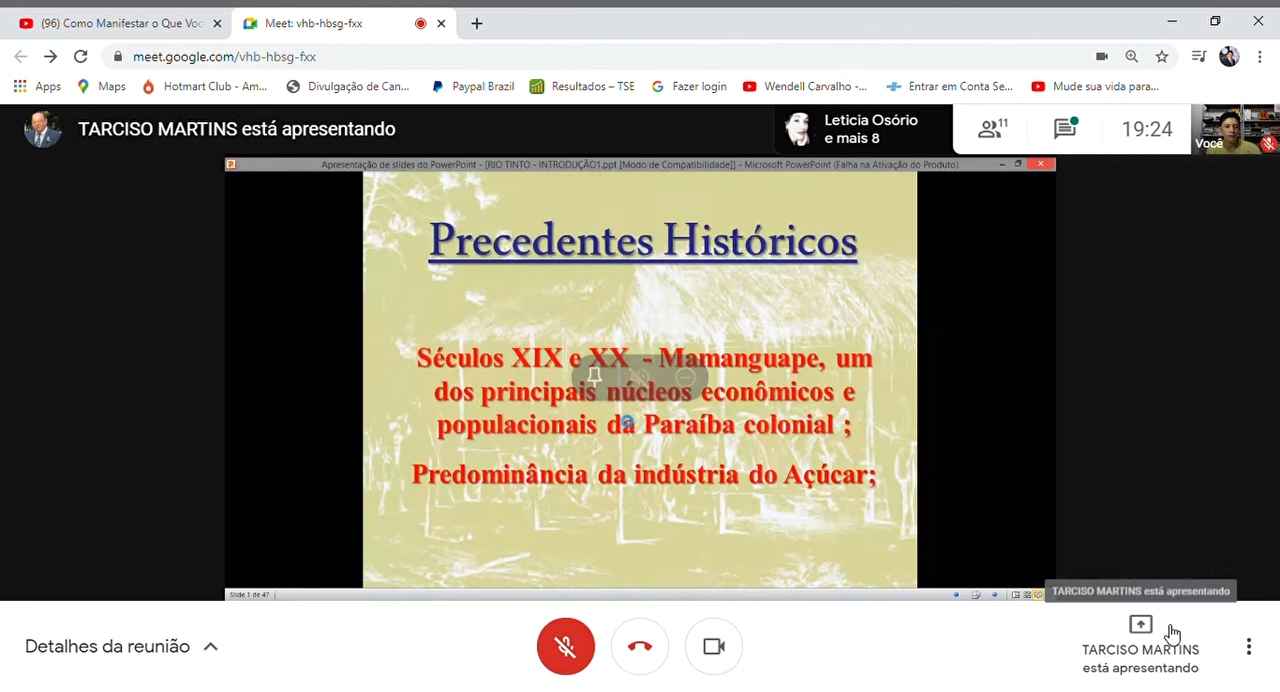 (96) Como Manifestar o Que Voc
Meet: vhb-hbsg-fxx
meet.google.com/vhb-hbsg-fxx
Apps
Maps
Hotmart Club - Am...
Divulgação de Can...
Paypal Brazil
Resultados – TSE
Fazer login
Wendell Carvalho -...
Entrar em Conta Se...
Mude sua vida para...
TARCISO MARTINS está apresentando
Leticia Osório
e mais 8
11
19:24
Você
Apresentação de slides do PowerPoint - [RIO TINTO - INTRODUÇÃO1.ppt [Modo de Compatibilidade]] - Microsoft PowerPoint (Falha na Ativação do Produto)
Precedentes Históricos
Séculos XIX e XX - Mamanguape, um
dos principais núcleos econômicos e
populacionais da Paraíba colonial ;
Predominância da indústria do Açúcar;
Slide 1 de 47
TARCISO MARTINS está apresentando
Detalhes da reunião
TARCISO MARTINS
está apresentando